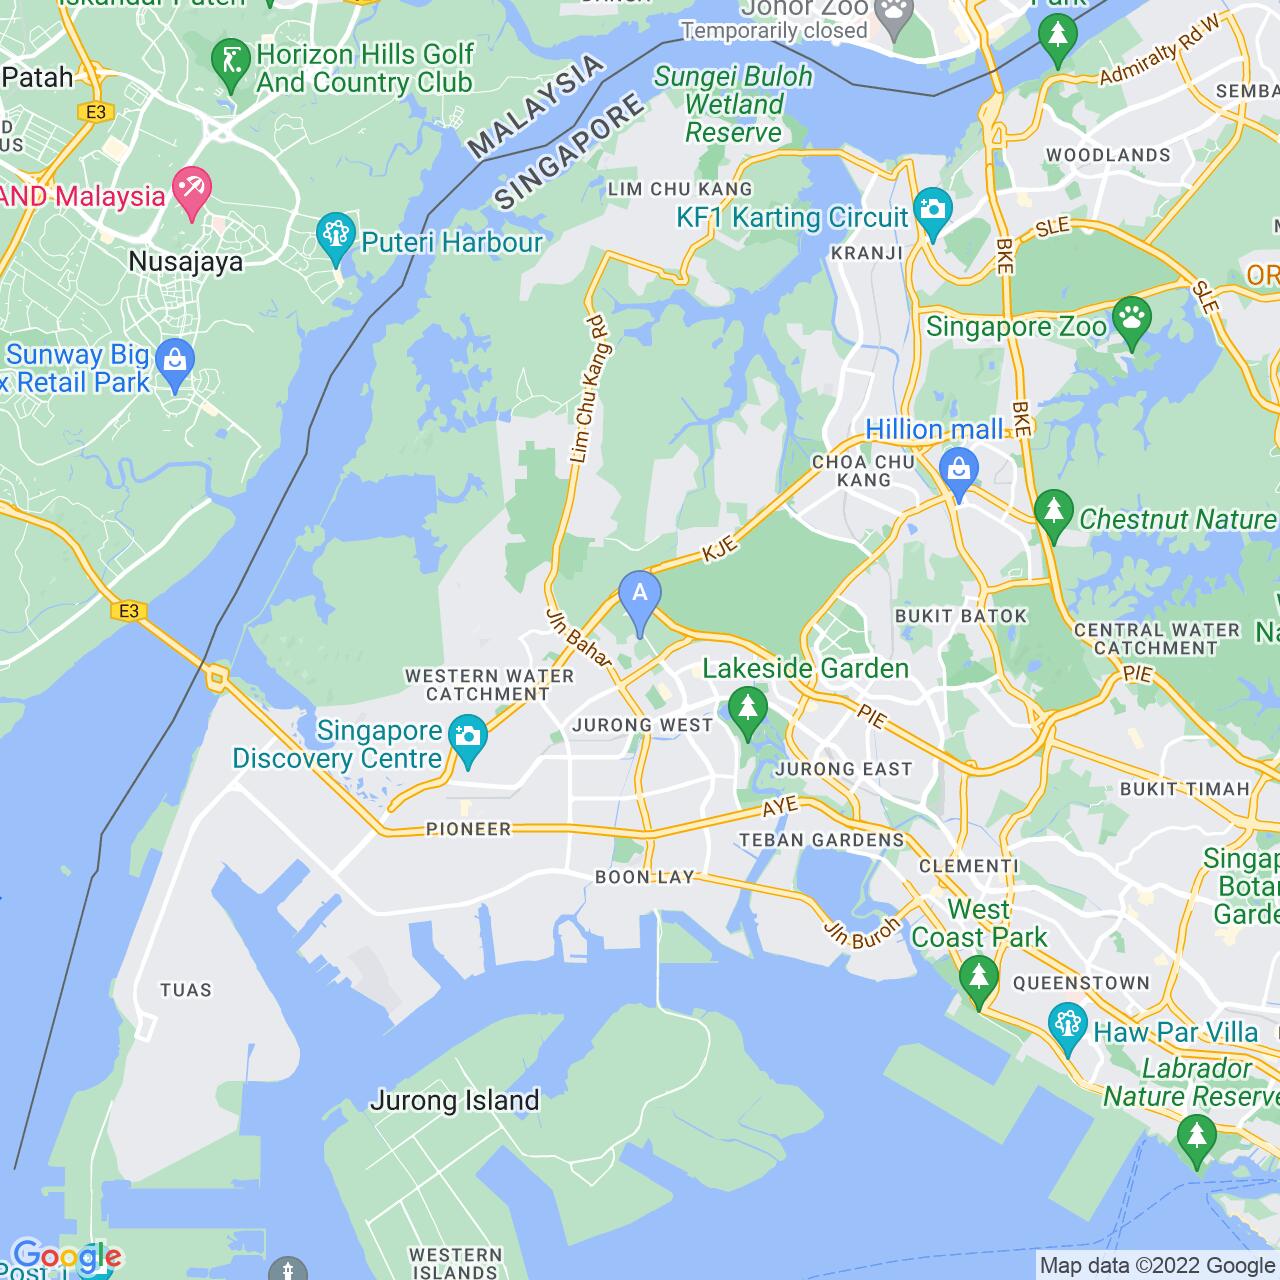 Iskandar Puteri
Johor Zoo
Temporarily closed
Park
Horizon Hills Golf
And Country Club
Patah
E3
MALAYSIA
SINGAPORE
Sungei Buloh
Wetland
Reserve
Admiralty Rd W
SEMBA
WOODLANDS
D
US
AND Malaysia
LIM CHU KANG
KF1 Karting Circuit
Puteri Harbour
Nusajaya
KRANJI
SLE
BKE
OR
SLE
Singapore Zoo
Lim Chu Kang Rd
Sunway Big
x Retail Park
BKE
Hillion mall
CHOA CHU
KANG
Chestnut Nature
KJE
A
E3
Jln Bahar
BUKIT BATOK
CENTRAL WATER
CATCHMENT
Na
PIE
Lakeside Garden
WESTERN WATER
CATCHMENT
PIE
JURONG WEST
Singapore
Discovery Centre
JURONG EAST
BUKIT TIMAH
AYE
PIONEER
TEBAN GARDENS
CLEMENTI
Singap
Botan
Garde
BOON LAY
West
Coast Park
Jln Buroh
TUAS
QUEENSTOWN
Haw Par Villa
Labrador
Nature Reserve
Jurong Island
WESTERN
ISLANDS
Google
Post 1
Map data ©2022 Google